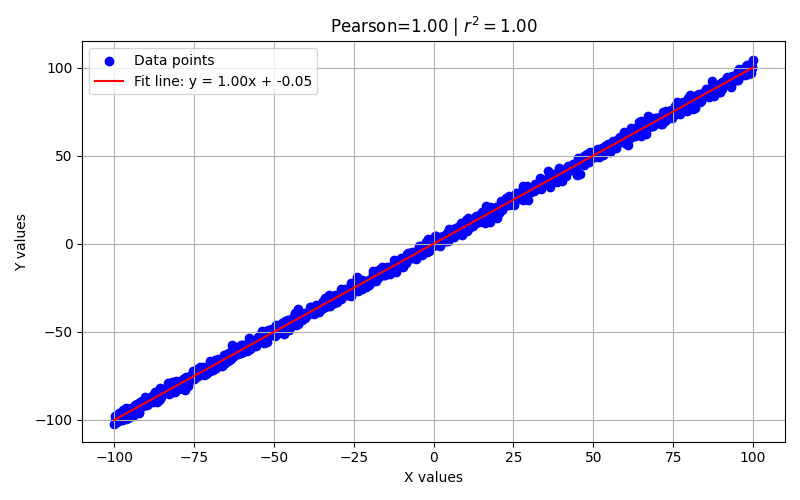 Pearson=1.00 | r² = 1.00
Data points
Fit line: y = 1.00x + -0.05
Y values
100
50
0
−50
−100
−100 −75 −50 −25 0 25 50 75 100
X values